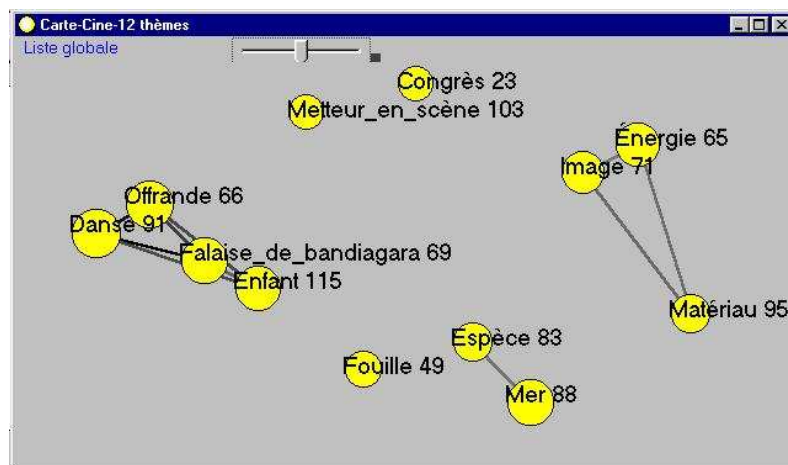 Carte-Cine-12 thèmes
Liste globale
Congrès 23
Metteur_en_scène 103
Énergie 65
Image 71
Offrande 66
Danse 91
Falaise_de_bandiagara 69
Enfant 115
Matériau 95
Espèce 83
Fouille 49
Mer 88